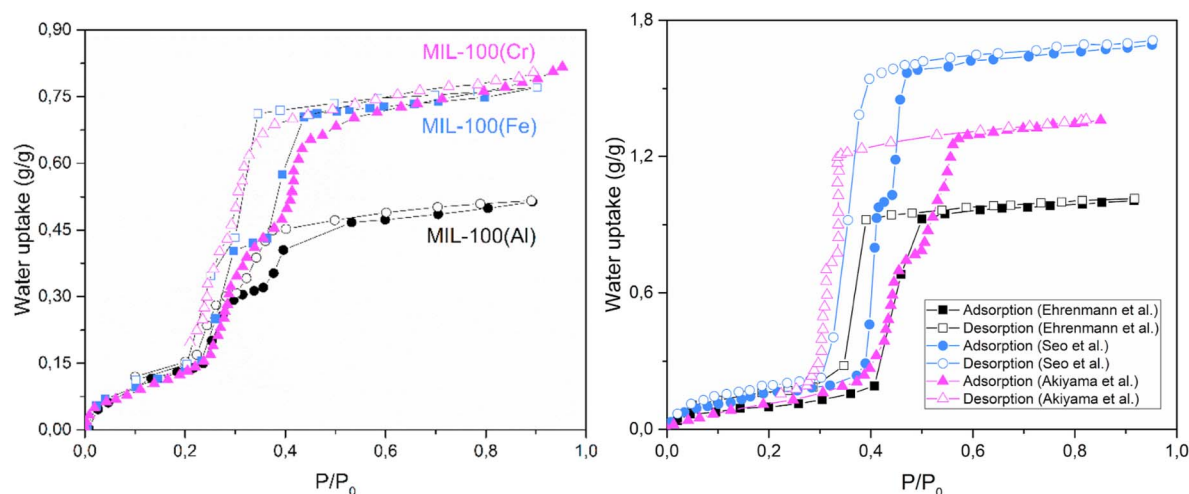 0,90
0,75
0,60
0,45
0,30
0,15
0,00
Water uptake (g/g)
MIL-100(Cr)
MIL-100(Fe)
MIL-100(Al)
0,0 0,2 0,4 0,6 0,8 1,0
P/P0
1,8
1,2
0,6
0,0
Water uptake (g/g)
Adsorption (Ehrenmann et al.)
Desorption (Ehrenmann et al.)
Adsorption (Seo et al.)
Desorption (Seo et al.)
Adsorption (Akiyama et al.)
Desorption (Akiyama et al.)
0,0 0,2 0,4 0,6 0,8 1,0
P/P0